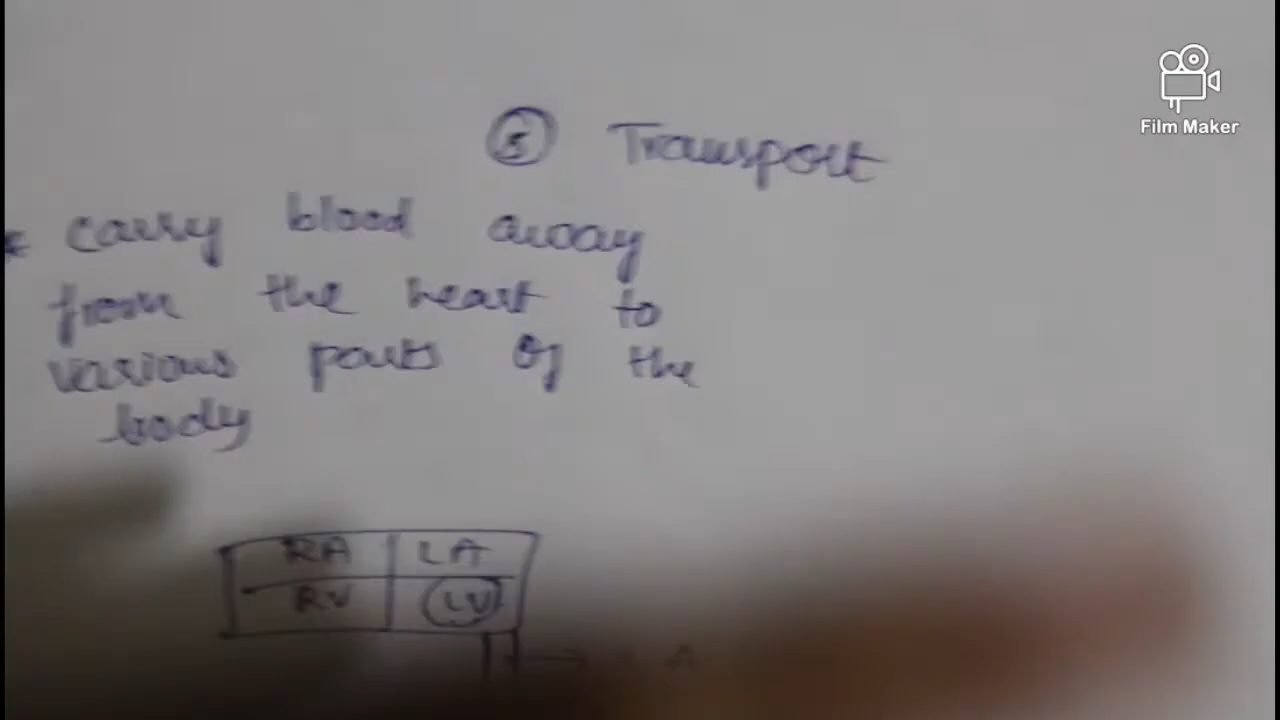 ⑤ Transport
* carry blood away
from the heart to
various parts of the
body
RA LA
RV LV
Film Maker